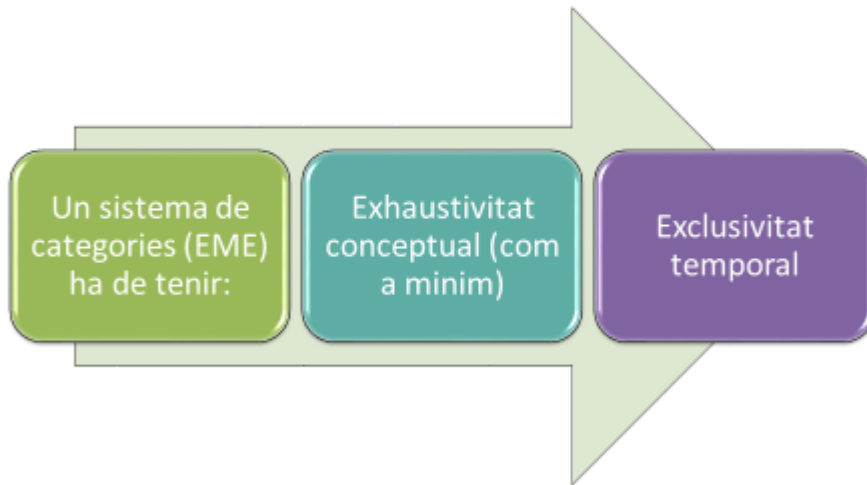 Un sistema de
categories (EME)
ha de tenir:
Exhaustivitat
conceptual (com
a minim)
Exclusivitat
temporal